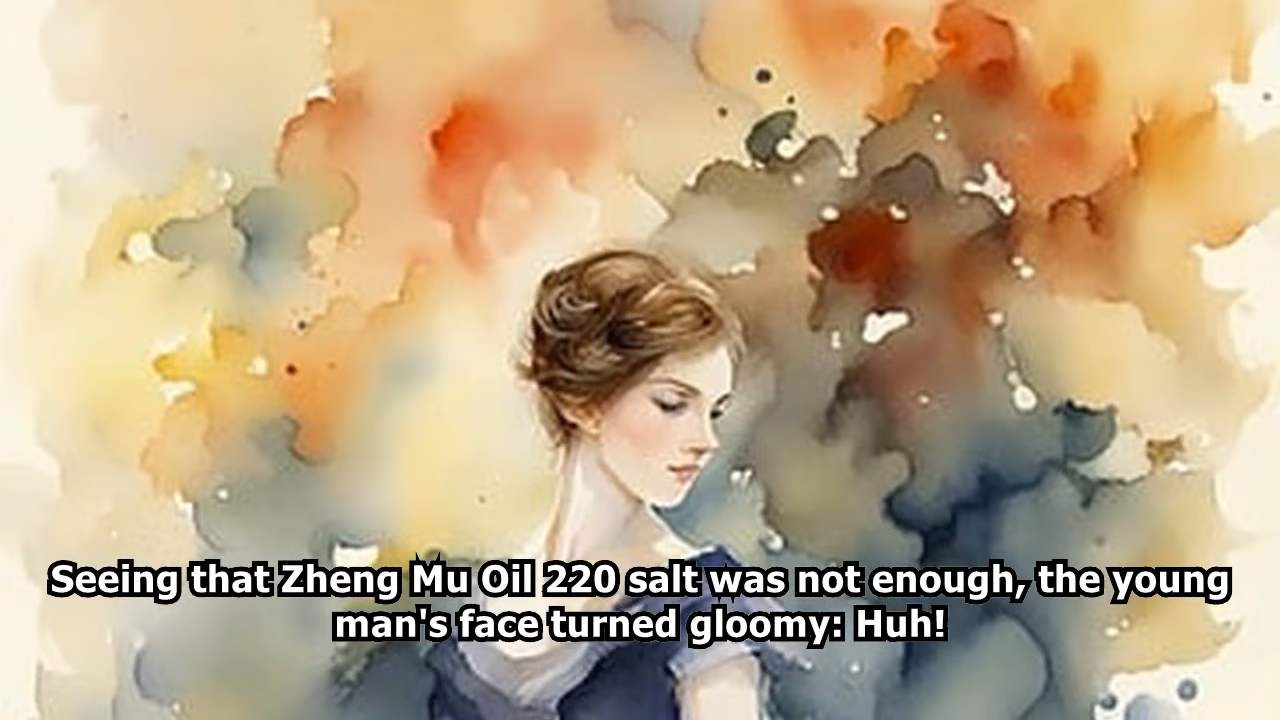 Seeing that Zheng Mu Oil 220 salt was not enough, the young
man's face turned gloomy: Huh!